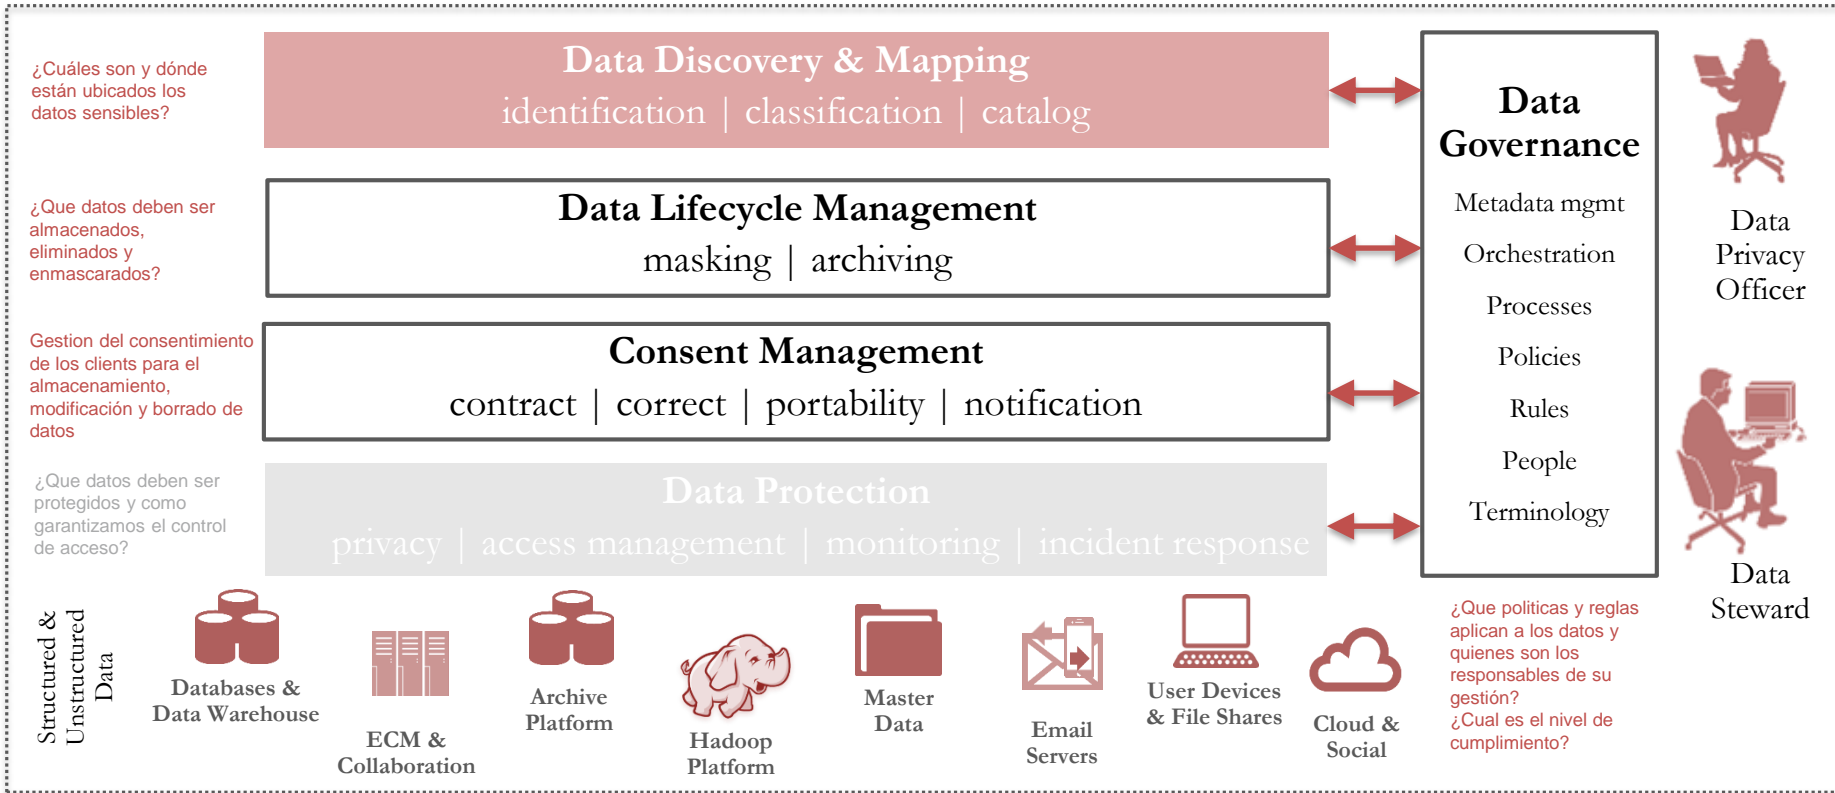 ¿Cuáles son y dónde
están ubicados los
datos sensibles?
Data Discovery & Mapping
identification | classification | catalog
¿Que datos deben ser
almacenados,
eliminados y
enmascarados?
Data Lifecycle Management
masking | archiving
Gestion del consentimiento
de los clients para el
almacenamiento,
modificación y borrado de
datos
Consent Management
contract | correct | portability | notification
¿Que datos deben ser
protegidos y como
garantizamos el control
de acceso?
Data Protection
privacy | access management | monitoring | incident response
Data
Governance
Metadata mgmt
Orchestration
Processes
Policies
Rules
People
Terminology
Data
Privacy
Officer
Data
Steward
Structured &
Unstructured
Data
Databases &
Data Warehouse
ECM &
Collaboration
Archive
Platform
Hadoop
Platform
Master
Data
Email
Servers
User Devices
& File Shares
Cloud &
Social
¿Que politicas y reglas
aplican a los datos y
quienes son los
responsables de su
gestión?
¿Cual es el nivel de
cumplimiento?